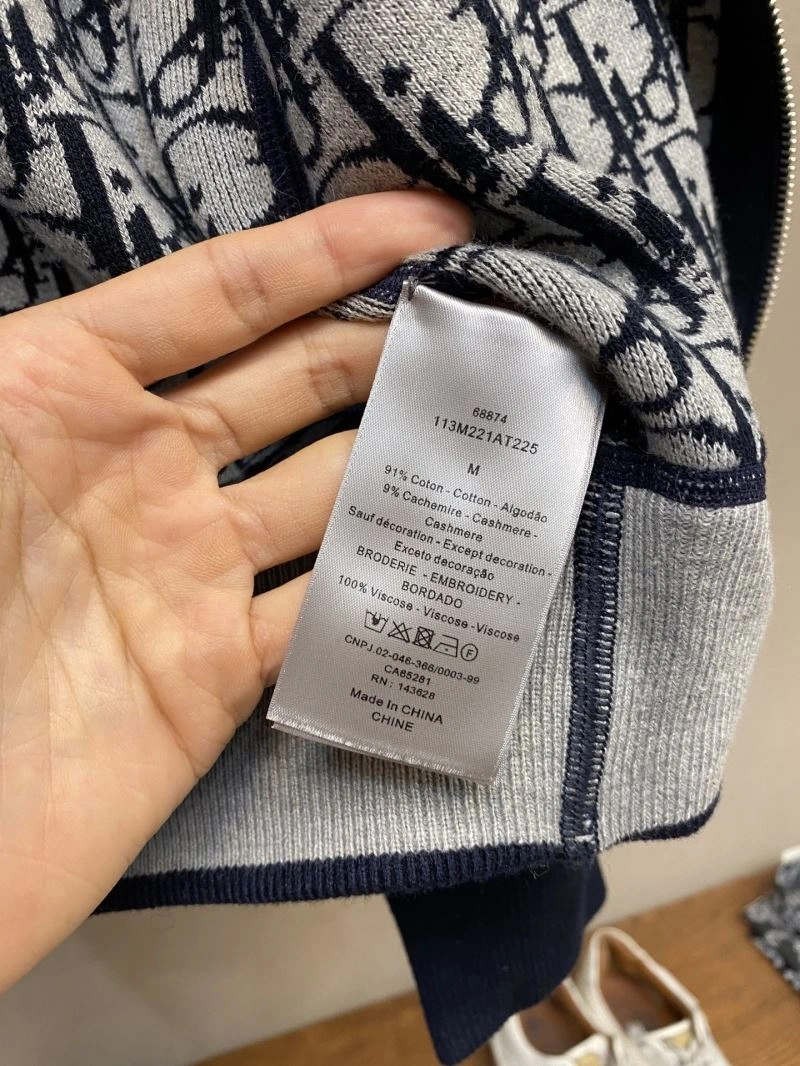 68874
113M221AT225
M
91% Coton - Cotton - Algodão
9% Cachemire - Cashmere -
Cashmere
Sauf décoration - Except decoration -
Exceto decoração
BRODERIE - EMBROIDERY -
BORDADO
100% Viscose - Viscose -Viscose
F
CNPJ.02-046-366/0003-99
CA65281
RN : 143628
Made In CHINA
CHINE